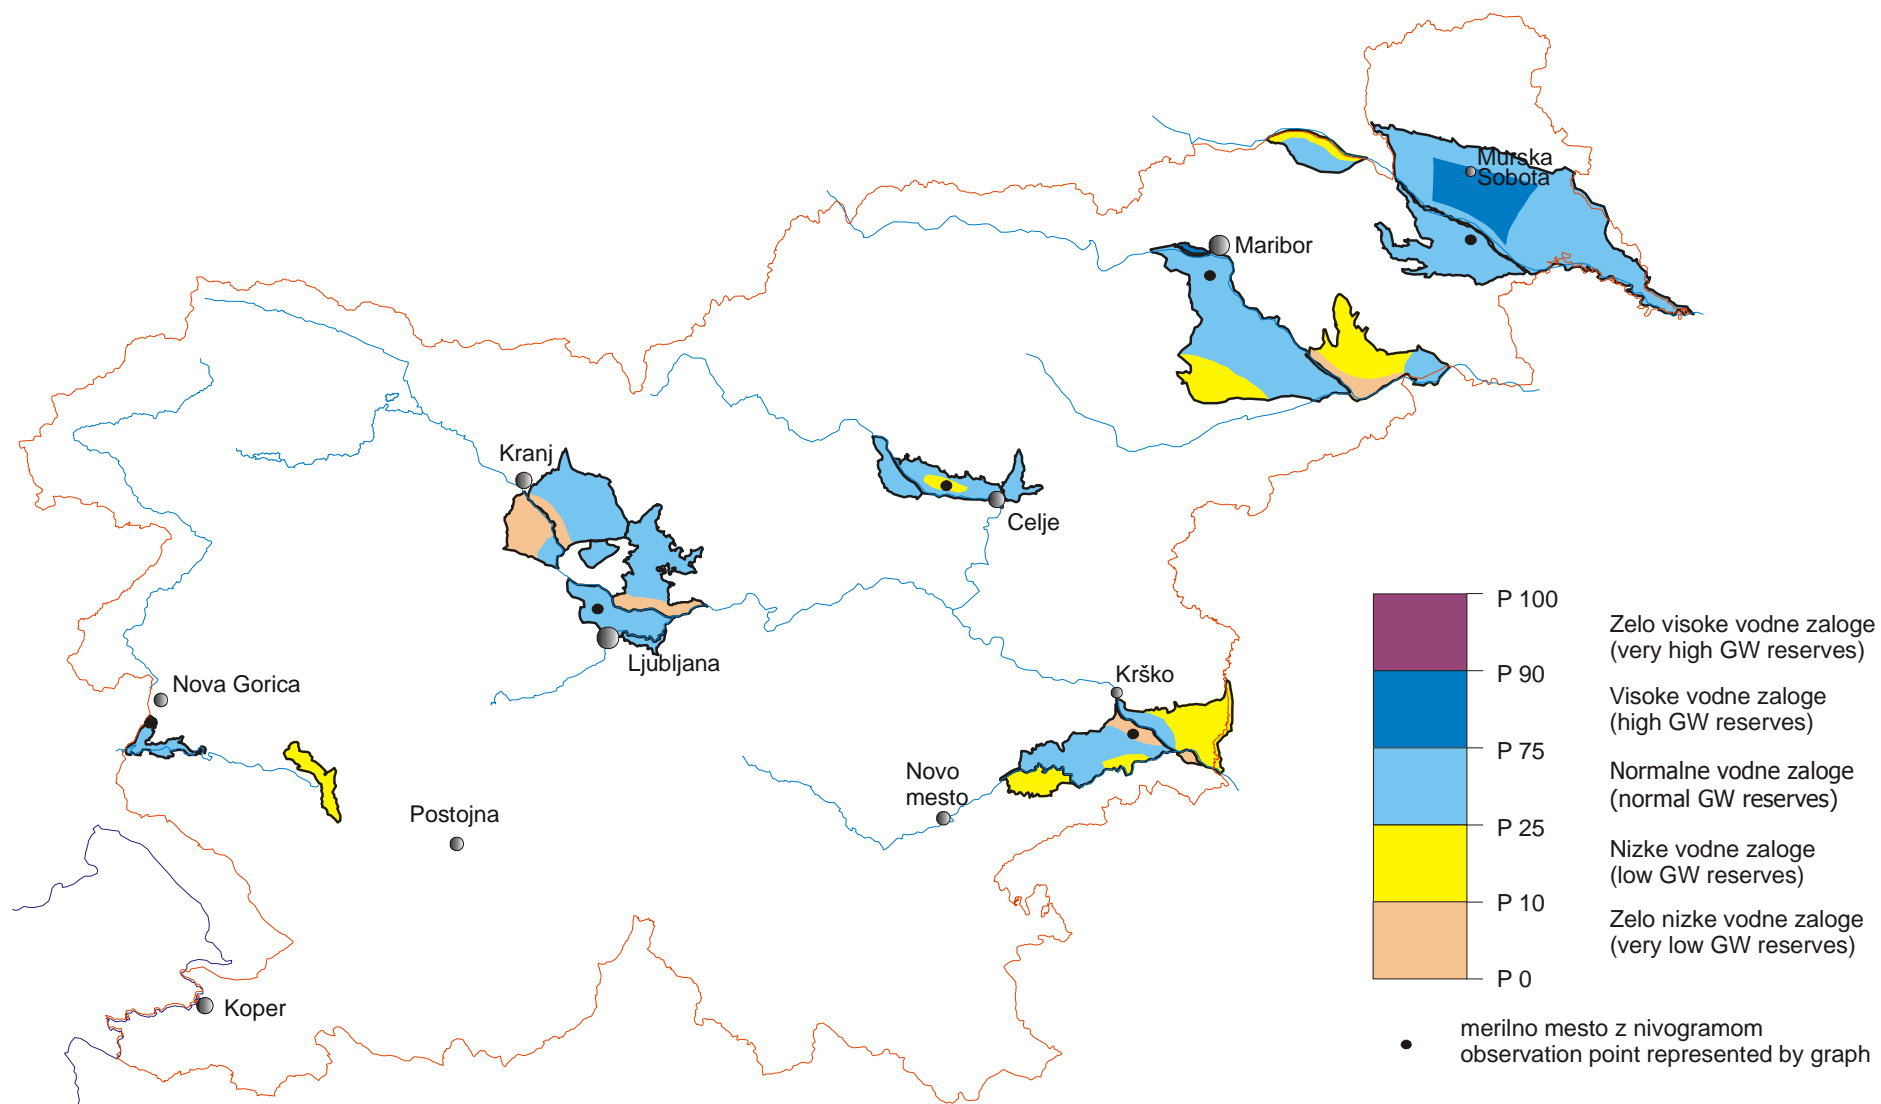 Murska
Sobota
Maribor
Kranj
Celje
Ljubljana
Nova Gorica
Krško
Novo
mesto
Postojna
Koper
P 100
Zelo visoke vodne zaloge
(very high GW reserves)
P 90
Visoke vodne zaloge
(high GW reserves)
P 75
Normalne vodne zaloge
(normal GW reserves)
P 25
Nizke vodne zaloge
(low GW reserves)
P 10
Zelo nizke vodne zaloge
(very low GW reserves)
P 0
merilno mesto z nivogramom
observation point represented by graph